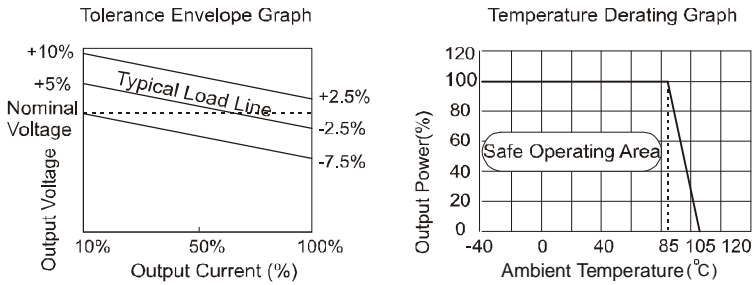 Tolerance Envelope Graph
+10%
+5%
Nominal
Voltage
Typical Load Line
+2.5%
-2.5%
-7.5%
Output Voltage
10%
50%
100%
Output Current (%)
Temperature Derating Graph
120
100
80
60
40
20
0
Output Power(%)
Safe Operating Area
-40
0
40
85
105
120
Ambient Temperature(°C)